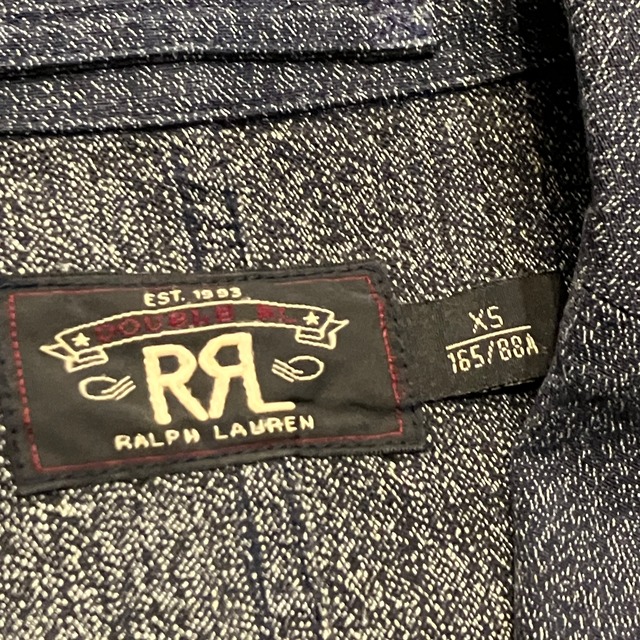 EST. 1993
DOUBLE RL
RRL
RALPH LAUREN
XS
165/88A